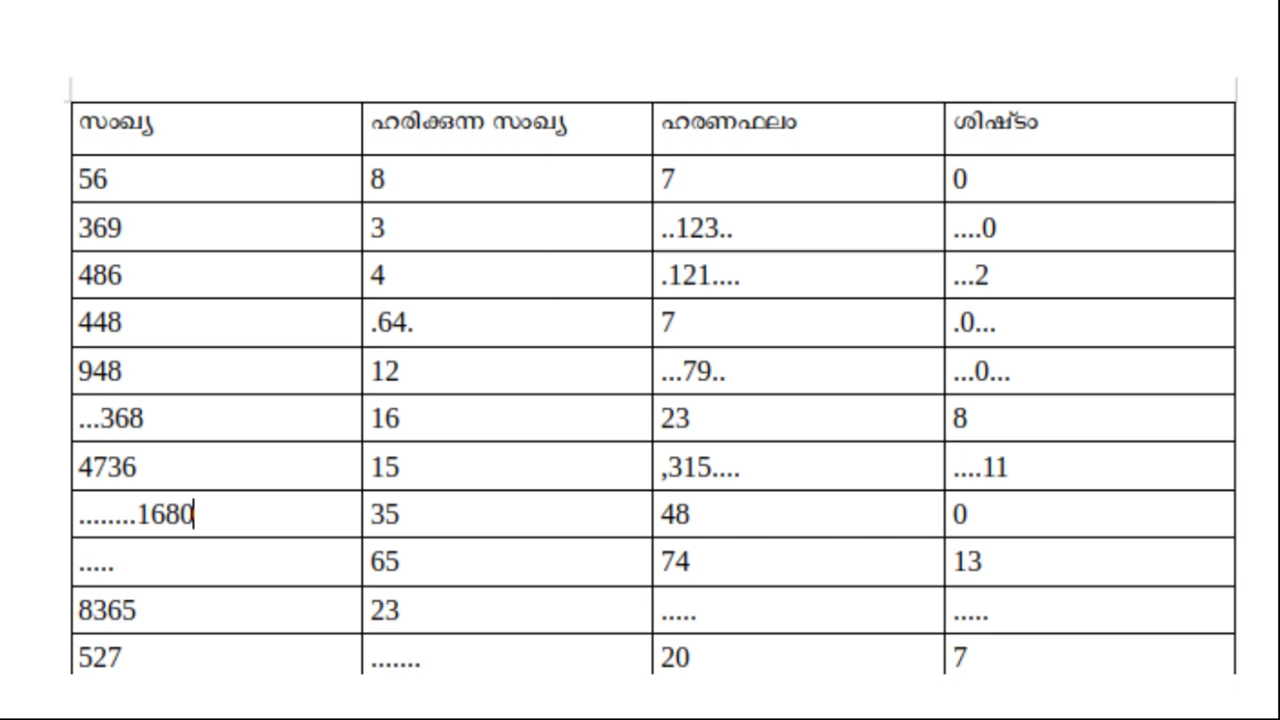 സംഖ്യ ഹരിക്കുന്ന സംഖ്യ ഹരണഫലം ശിഷ്ടം
56 8 7 0
369 3 ..123.. ....0
486 4 .121.... ...2
448 .64. 7 .0...
948 12 ...79.. ...0...
...368 16 23 8
4736 15 ,315.... ....11
........1680 35 48 0
..... 65 74 13
8365 23 ..... .....
527 ....... 20 7